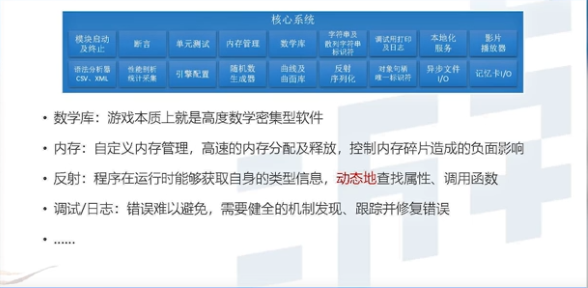 核心系统
模块启动及终止 断言 单元测试 内存管理 数学库 字符串及散列字符串标识符 调试用打印及日志 本地化服务 影片播放器
语法分析器CSV、XML 性能剖析统计采集 引擎配置 随机数生成器 曲线及曲面库 反射序列化 对象句柄唯一标识符 异步文件I/O 记忆卡I/O
• 数学库：游戏本质上就是高度数学密集型软件
• 内存：自定义内存管理，高速的内存分配及释放，控制内存碎片造成的负面影响
• 反射：程序在运行时能够获取自身的类型信息，动态地查找属性、调用函数
• 调试/日志：错误难以避免，需要健全的机制发现、跟踪并修复错误
• ......